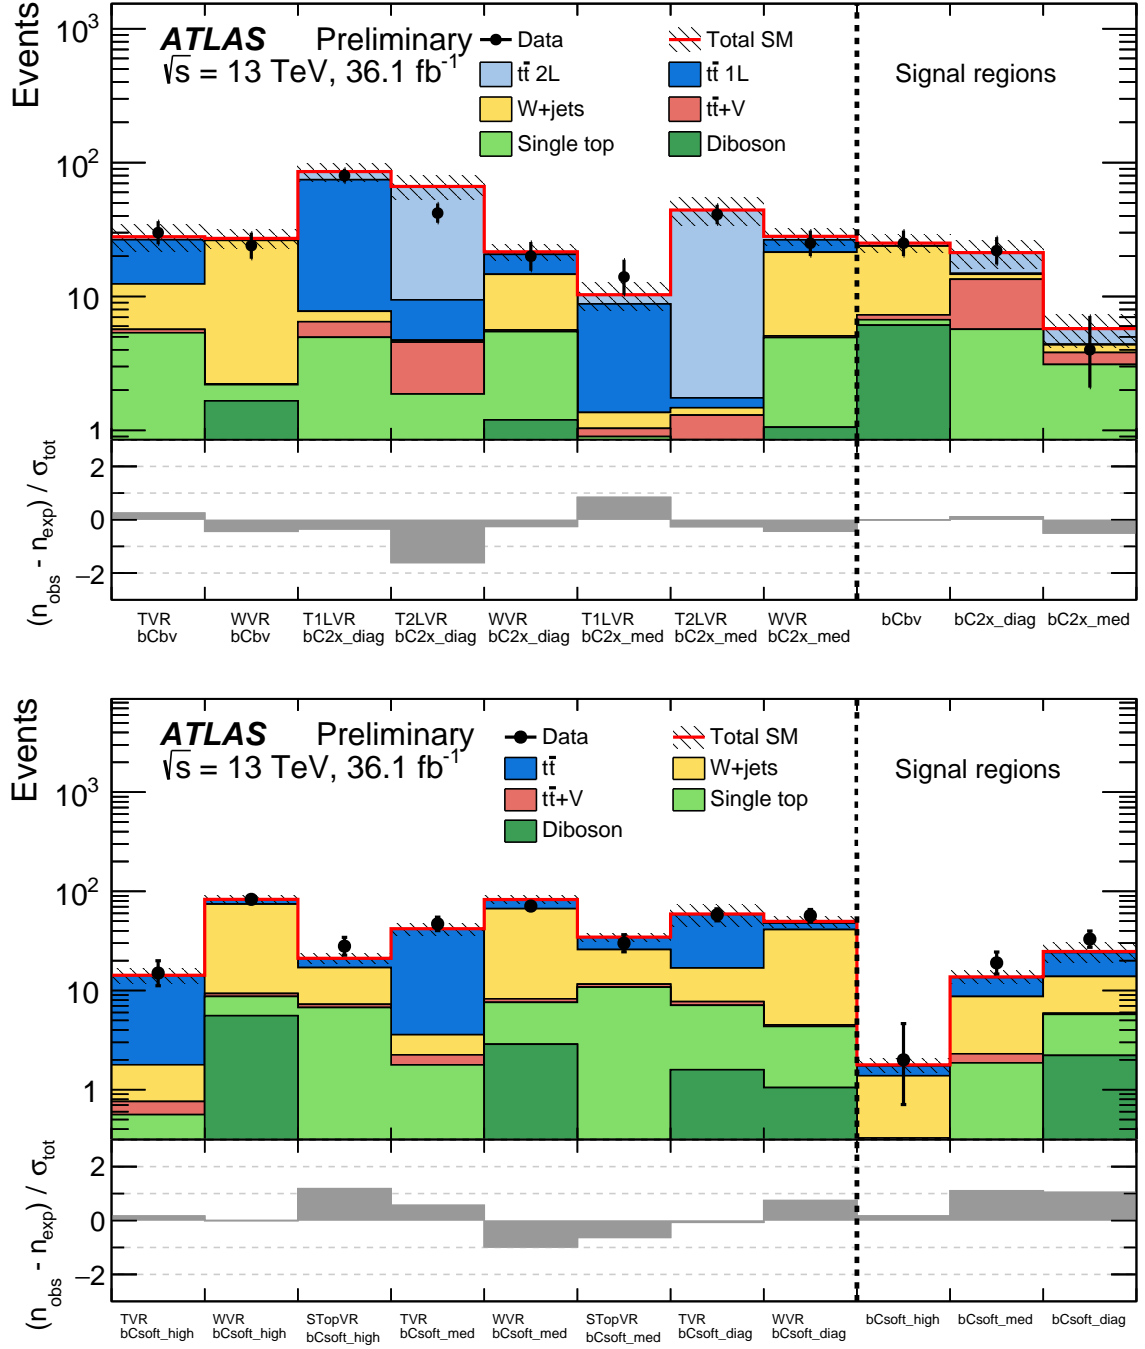 Events
10³
10²
10
1
ATLAS Preliminary
√s = 13 TeV, 36.1 fb⁻¹
Data
Total SM
tt̄ 2L
tt̄ 1L
W+jets
tt̄+V
Single top
Diboson
Signal regions
(n_obs - n_exp) / σ_tot
2
0
−2
TVR bCbv
WVR bCbv
T1LVR bC2x_diag
T2LVR bC2x_diag
WVR bC2x_diag
T1LVR bC2x_med
T2LVR bC2x_med
WVR bC2x_med
bCbv
bC2x_diag
bC2x_med
Events
10³
10²
10
1
ATLAS Preliminary
√s = 13 TeV, 36.1 fb⁻¹
Data
Total SM
tt̄
W+jets
tt̄+V
Single top
Diboson
Signal regions
(n_obs - n_exp) / σ_tot
2
0
−2
TVR bCsoft_high
WVR bCsoft_high
STopVR bCsoft_high
TVR bCsoft_med
WVR bCsoft_med
STopVR bCsoft_med
TVR bCsoft_diag
WVR bCsoft_diag
bCsoft_high
bCsoft_med
bCsoft_diag